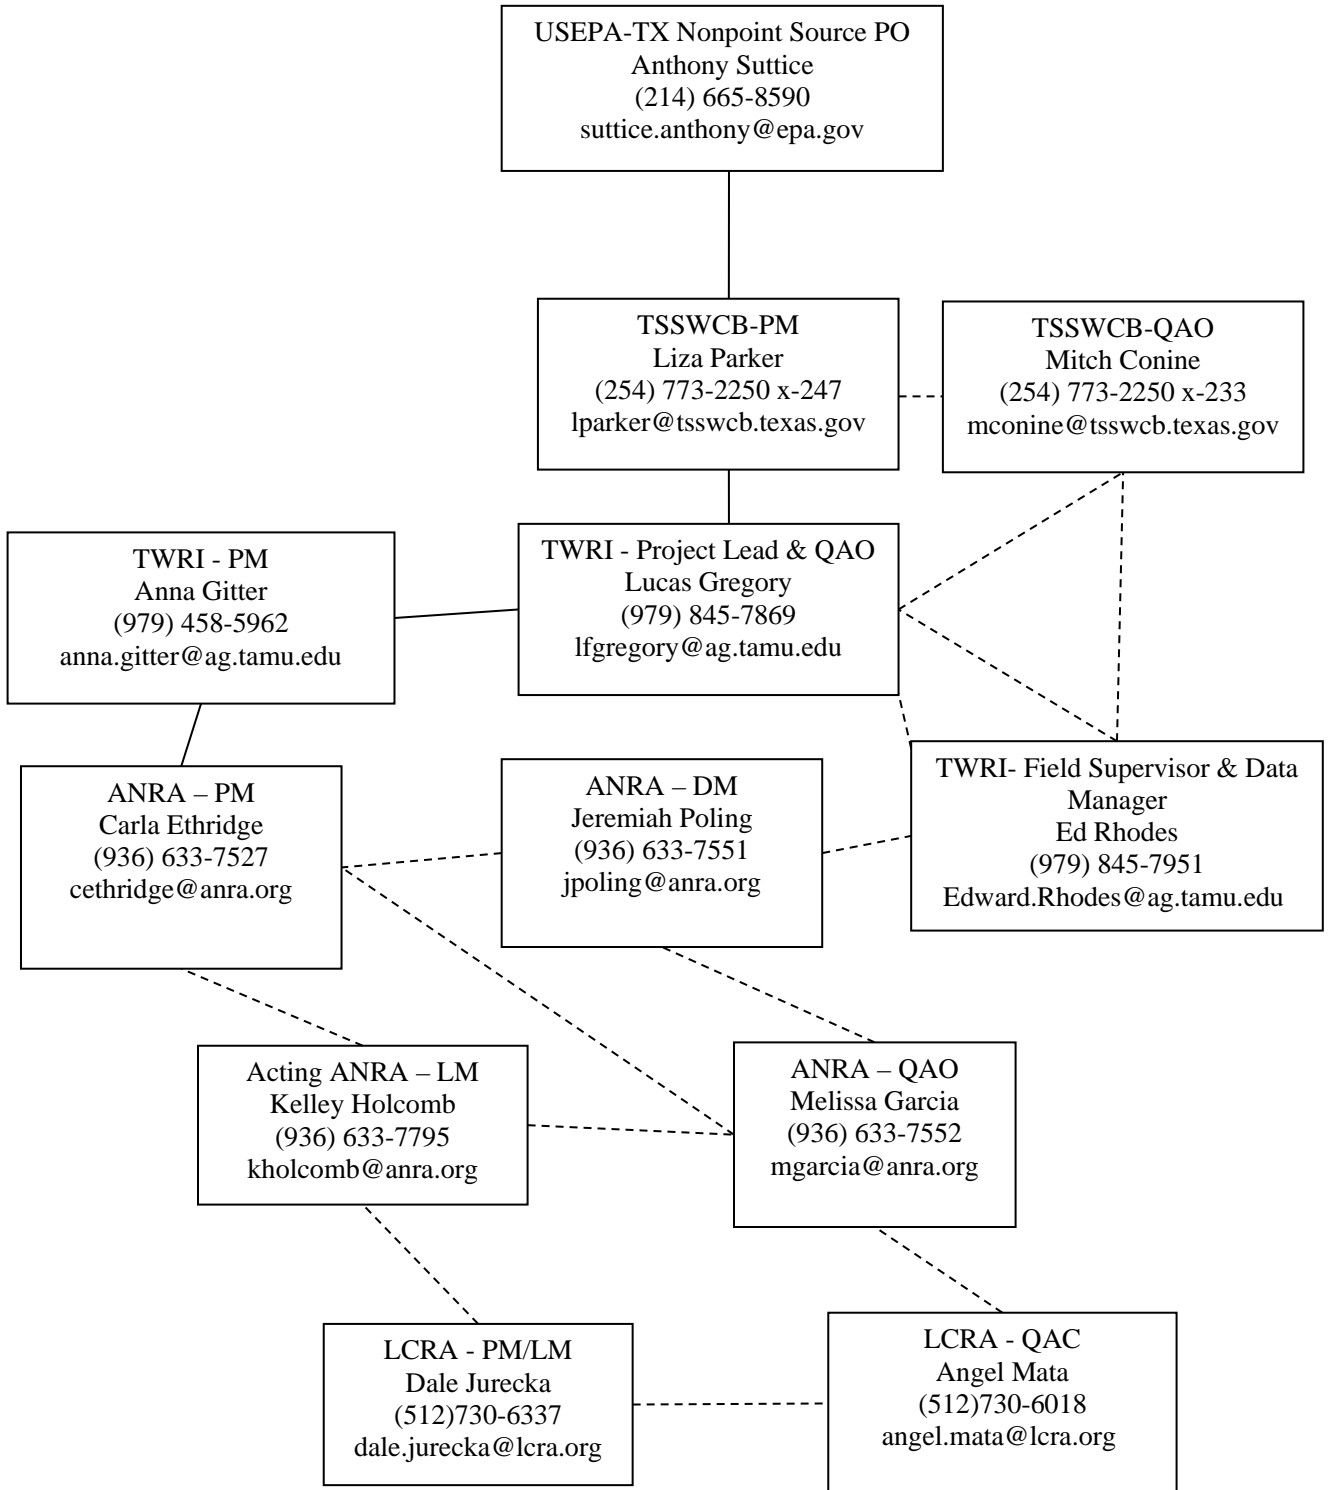 USEPA-TX Nonpoint Source PO
Anthony Suttice
(214) 665-8590
suttice.anthony@epa.gov
TSSWCB-PM
Liza Parker
(254) 773-2250 x-247
lparker@tsswcb.texas.gov
TSSWCB-QAO
Mitch Conine
(254) 773-2250 x-233
mconine@tsswcb.texas.gov
TWRI - PM
Anna Gitter
(979) 458-5962
anna.gitter@ag.tamu.edu
TWRI - Project Lead & QAO
Lucas Gregory
(979) 845-7869
lfgregory@ag.tamu.edu
TWRI- Field Supervisor & Data
Manager
Ed Rhodes
(979) 845-7951
Edward.Rhodes@ag.tamu.edu
ANRA – PM
Carla Ethridge
(936) 633-7527
cethridge@anra.org
ANRA – DM
Jeremiah Poling
(936) 633-7551
jpoling@anra.org
Acting ANRA – LM
Kelley Holcomb
(936) 633-7795
kholcomb@anra.org
ANRA – QAO
Melissa Garcia
(936) 633-7552
mgarcia@anra.org
LCRA - PM/LM
Dale Jurecka
(512)730-6337
dale.jurecka@lcra.org
LCRA - QAC
Angel Mata
(512)730-6018
angel.mata@lcra.org